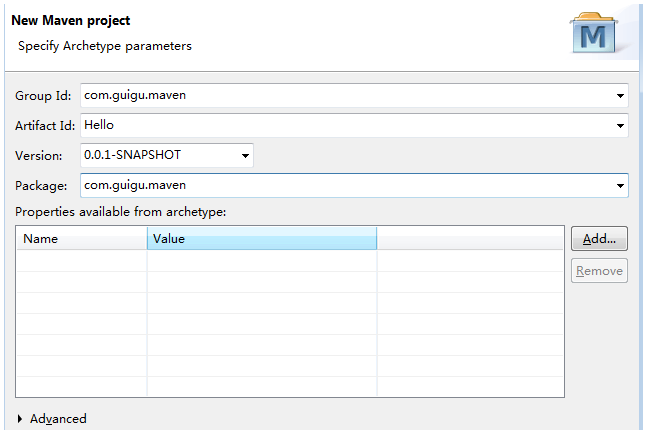 New Maven project
Specify Archetype parameters
M
Group Id: com.guigu.maven
Artifact Id: Hello
Version: 0.0.1-SNAPSHOT
Package: com.guigu.maven
Properties available from archetype:
Name Value
Add...
Remove
Advanced